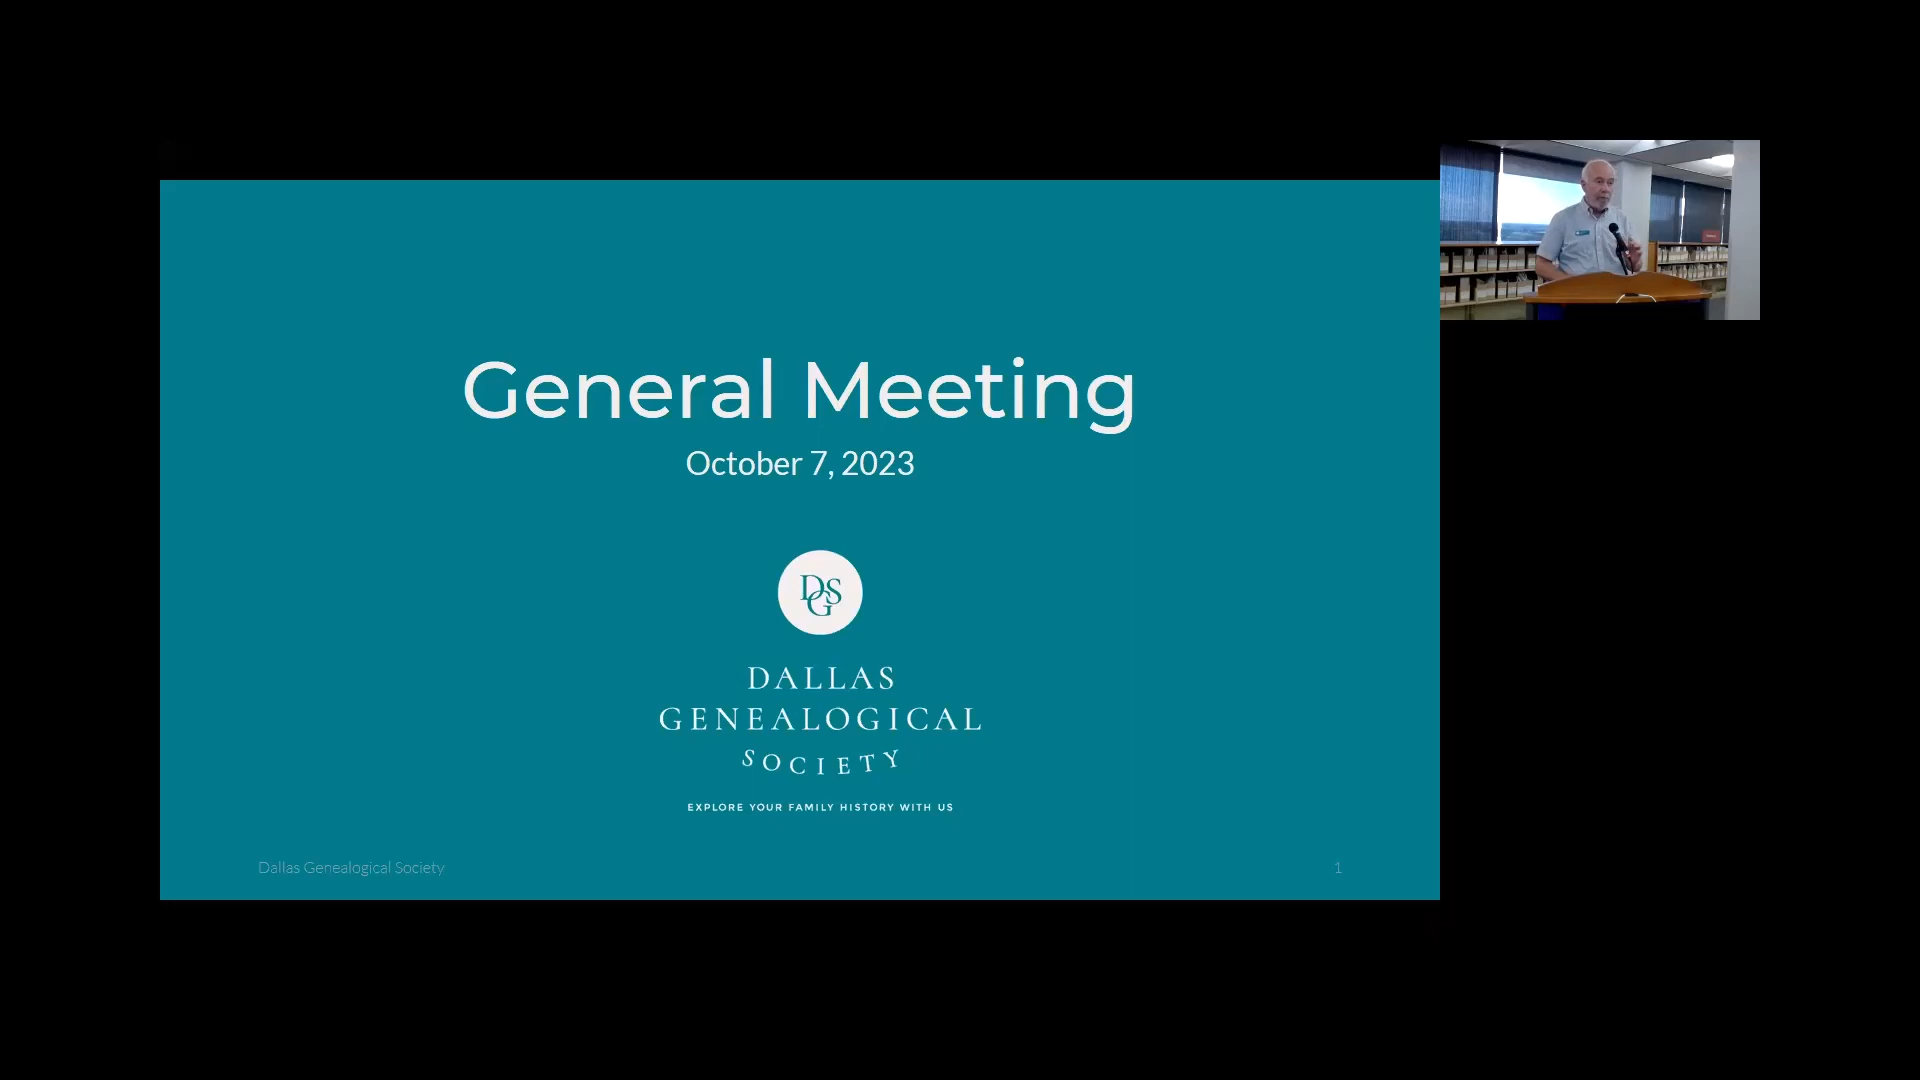 General Meeting
October 7, 2023
DGS
DALLAS
GENEALOGICAL
SOCIETY
EXPLORE YOUR FAMILY HISTORY WITH US
Dallas Genealogical Society
1